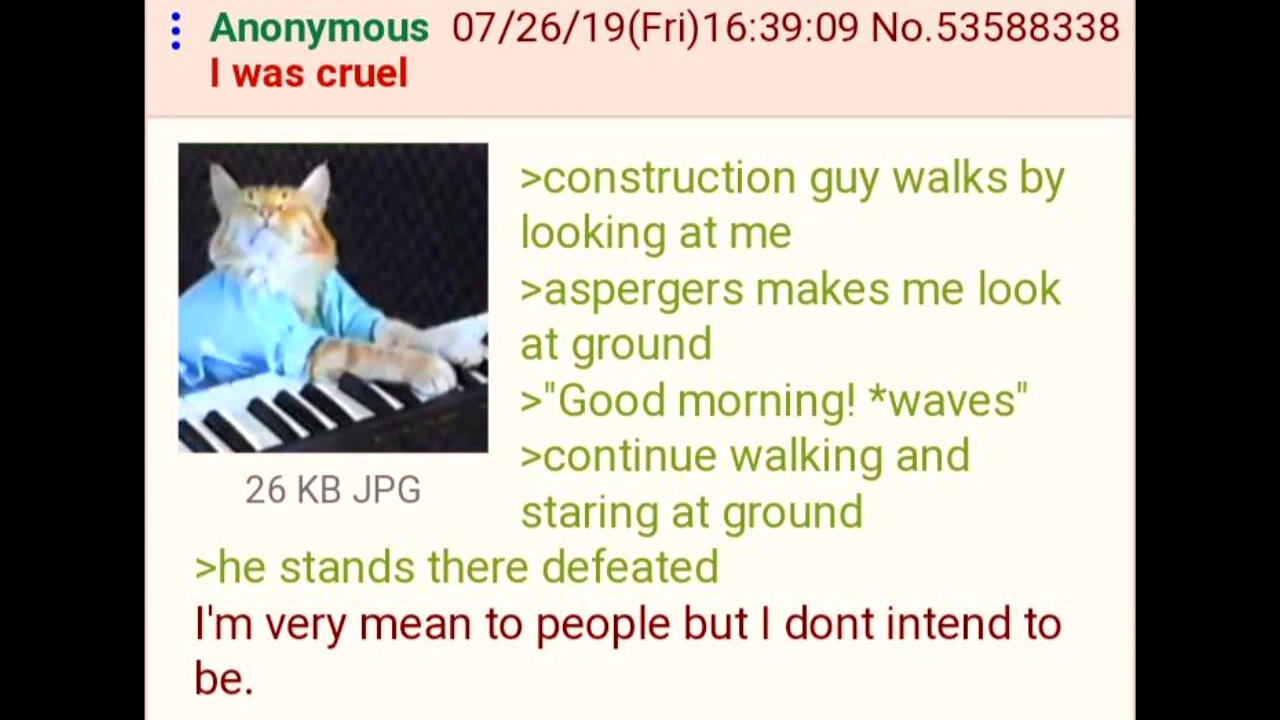 Anonymous 07/26/19(Fri)16:39:09 No.53588338
I was cruel
>construction guy walks by
looking at me
>aspergers makes me look
at ground
>"Good morning! *waves"
>continue walking and
staring at ground
26 KB JPG
>he stands there defeated
I'm very mean to people but I dont intend to
be.